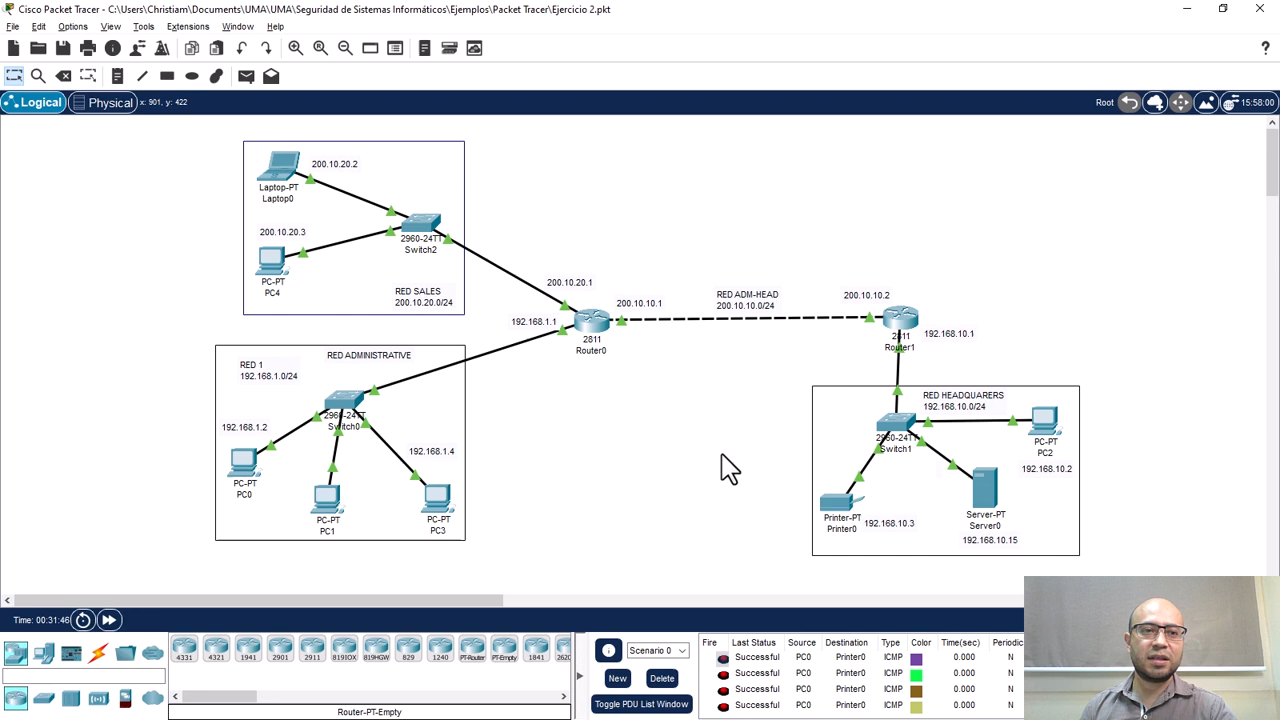 Cisco Packet Tracer - C:\Users\Christiam\Documents\UMA\UMA\Seguridad de Sistemas Informáticos\Ejemplos\Packet Tracer\Ejercicio 2.pkt
File Edit Options View Tools Extensions Window Help
Logical Physical x: 901, y: 422 Root 15:58:00
200.10.20.2
Laptop-PT
Laptop0
200.10.20.3
PC-PT
PC4
2960-24TT
Switch2
RED SALES
200.10.20.0/24
200.10.20.1
192.168.1.1
200.10.10.1
2811
Router0
RED ADM-HEAD
200.10.10.0/24
200.10.10.2
192.168.10.1
2811
Router1
RED ADMINISTRATIVE
RED 1
192.168.1.0/24
2960-24TT
Switch0
192.168.1.2
192.168.1.4
PC-PT
PC0
PC-PT
PC1
PC-PT
PC3
RED HEADQUARERS
192.168.10.0/24
2960-24TT
Switch1
PC-PT
PC2
192.168.10.2
Printer-PT
Printer0
192.168.10.3
Server-PT
Server0
192.168.10.15
Time: 00:31:46
4331 4321 1941 2901 2911 819IOX 819HGW 829 1240 PT-Router PT-Empty 1841 2620
Router-PT-Empty
Scenario 0
New Delete
Toggle PDU List Window
Fire Last Status Source Destination Type Color Time(sec) Periodic
Successful PC0 Printer0 ICMP 0.000 N
Successful PC0 Printer0 ICMP 0.000 N
Successful PC0 Printer0 ICMP 0.000 N
Successful PC0 Printer0 ICMP 0.000 N